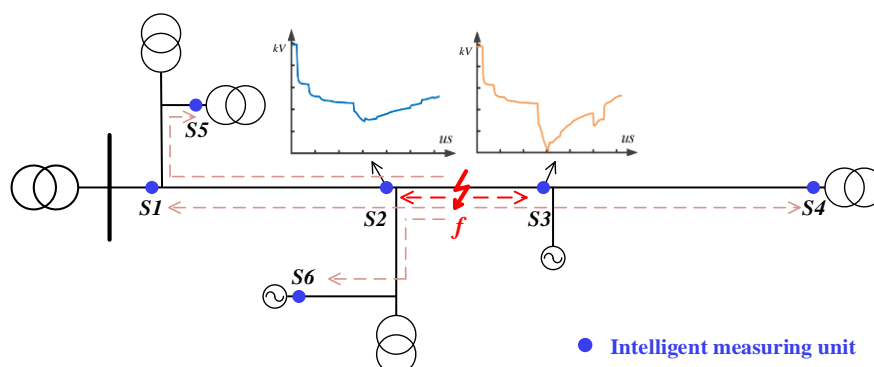 kV
us
kV
us
S5
S1
S2
S3
S4
f
S6
Intelligent measuring unit